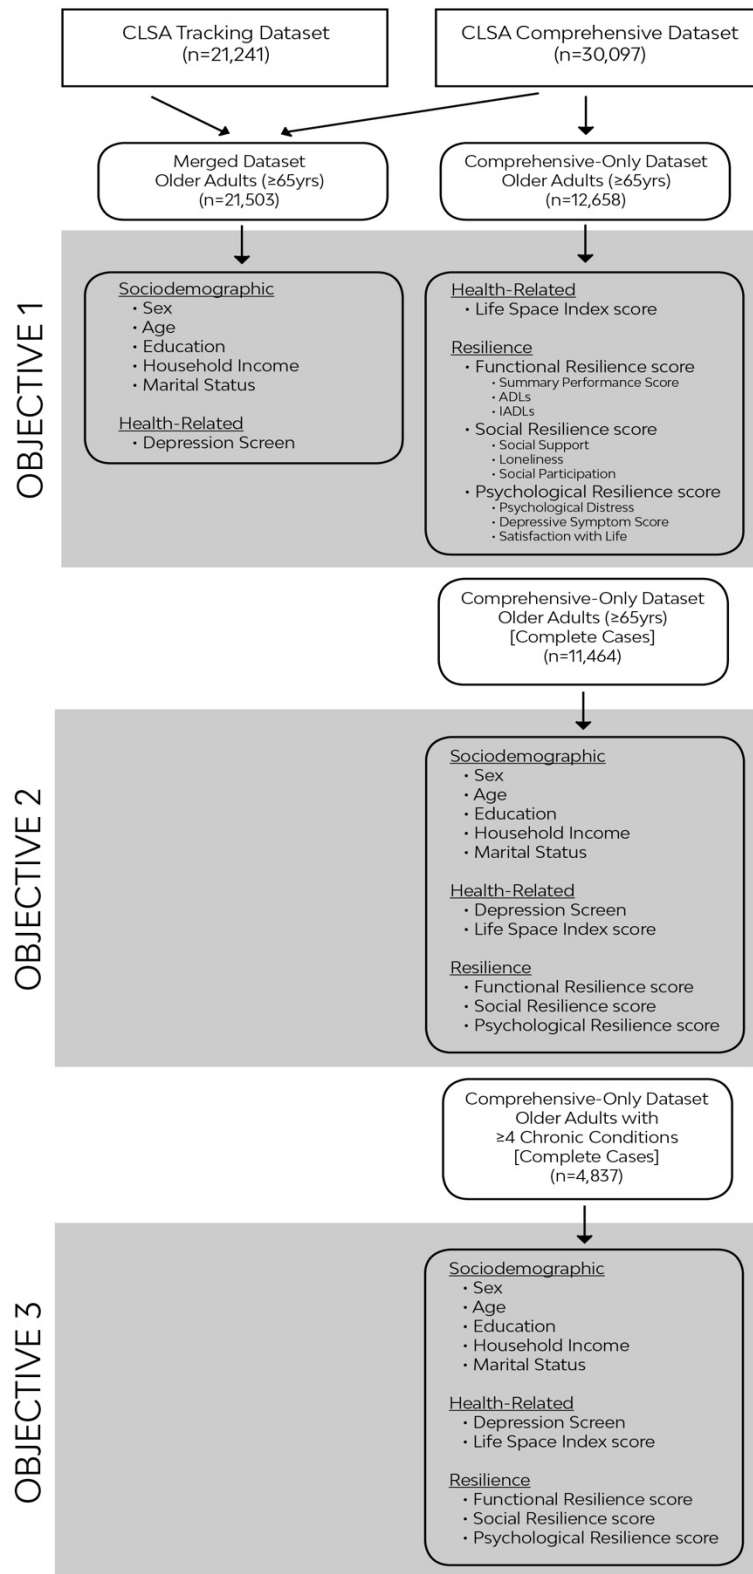 CLSA Tracking Dataset
(n=21,241)
CLSA Comprehensive Dataset
(n=30,097)
Merged Dataset
Older Adults (≥65yrs)
(n=21,503)
Comprehensive-Only Dataset
Older Adults (≥65yrs)
(n=12,658)
OBJECTIVE 1
Sociodemographic
• Sex
• Age
• Education
• Household Income
• Marital Status
Health-Related
• Depression Screen
Health-Related
• Life Space Index score
Resilience
• Functional Resilience score
• Summary Performance Score
• ADLs
• IADLs
• Social Resilience score
• Social Support
• Loneliness
• Social Participation
• Psychological Resilience score
• Psychological Distress
• Depressive Symptom Score
• Satisfaction with Life
Comprehensive-Only Dataset
Older Adults (≥65yrs)
[Complete Cases]
(n=11,464)
OBJECTIVE 2
Sociodemographic
• Sex
• Age
• Education
• Household Income
• Marital Status
Health-Related
• Depression Screen
• Life Space Index score
Resilience
• Functional Resilience score
• Social Resilience score
• Psychological Resilience score
Comprehensive-Only Dataset
Older Adults with
≥4 Chronic Conditions
[Complete Cases]
(n=4,837)
OBJECTIVE 3
Sociodemographic
• Sex
• Age
• Education
• Household Income
• Marital Status
Health-Related
• Depression Screen
• Life Space Index score
Resilience
• Functional Resilience score
• Social Resilience score
• Psychological Resilience score